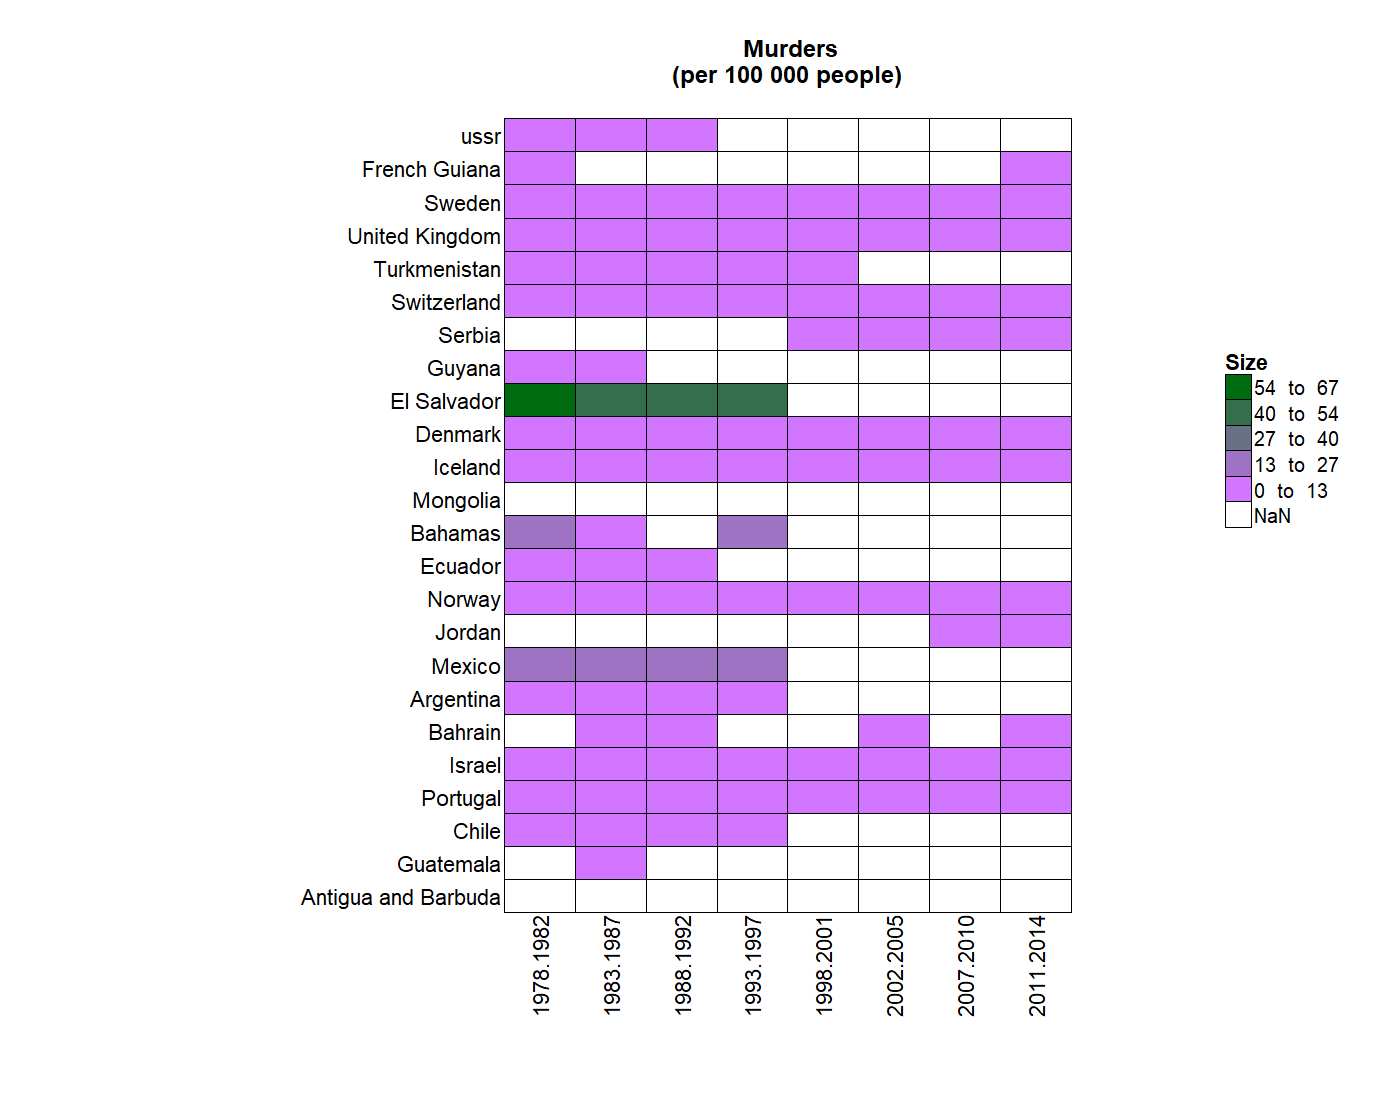 Murders
(per 100 000 people)
ussr
French Guiana
Sweden
United Kingdom
Turkmenistan
Switzerland
Serbia
Guyana
El Salvador
Denmark
Iceland
Mongolia
Bahamas
Ecuador
Norway
Jordan
Mexico
Argentina
Bahrain
Israel
Portugal
Chile
Guatemala
Antigua and Barbuda
1978.1982
1983.1987
1988.1992
1993.1997
1998.2001
2002.2005
2007.2010
2011.2014
Size
54 to 67
40 to 54
27 to 40
13 to 27
0 to 13
NaN